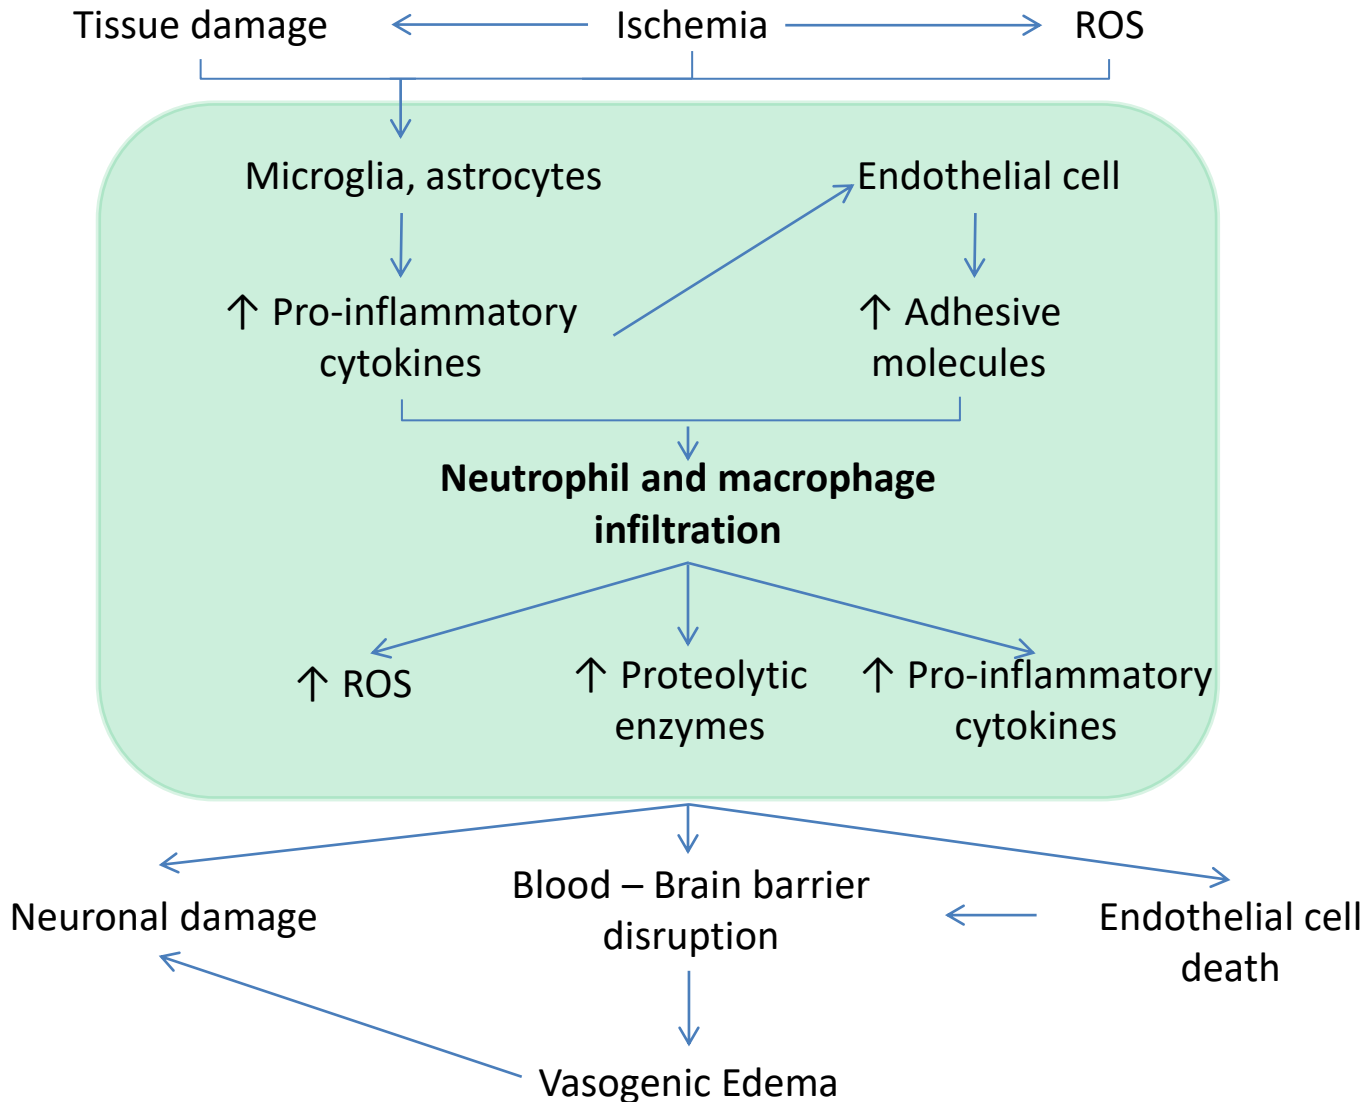 Tissue damage
Ischemia
ROS
Microglia, astrocytes
Endothelial cell
↑ Pro-inflammatory
cytokines
↑ Adhesive
molecules
Neutrophil and macrophage
infiltration
↑ ROS
↑ Proteolytic
enzymes
↑ Pro-inflammatory
cytokines
Neuronal damage
Blood – Brain barrier
disruption
Endothelial cell
death
Vasogenic Edema